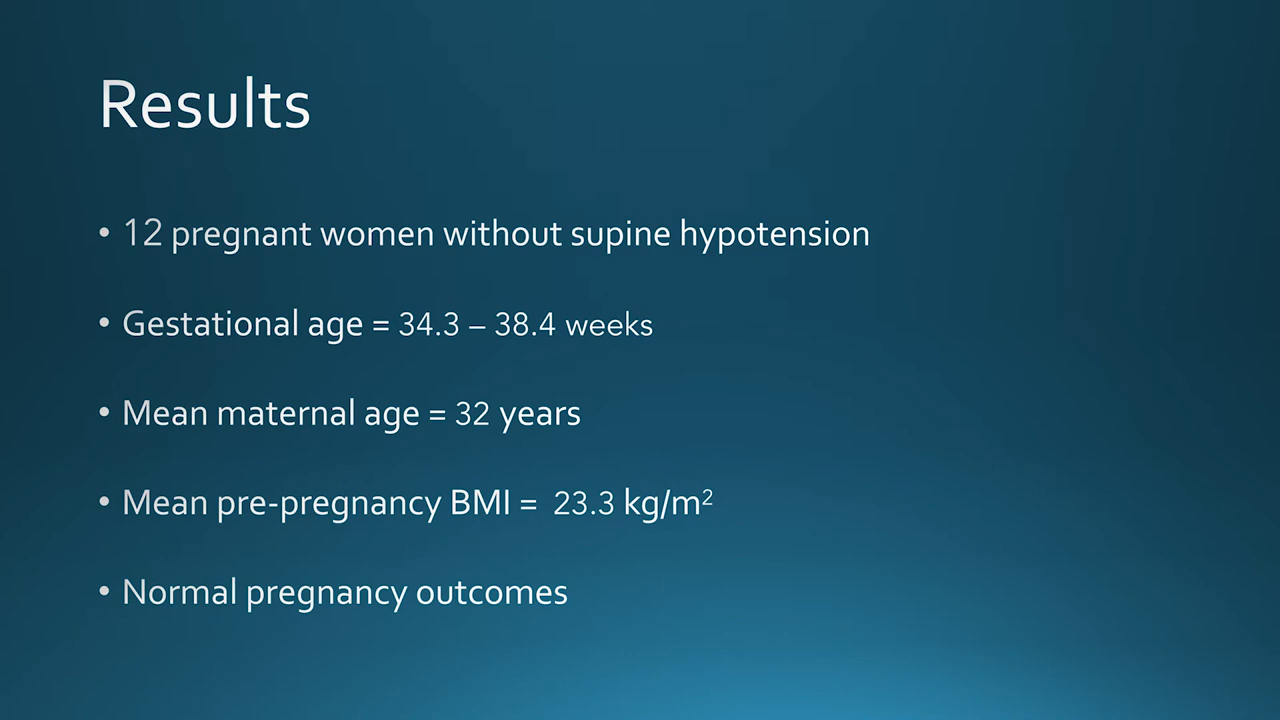 Results
• 12 pregnant women without supine hypotension
• Gestational age = 34.3 – 38.4 weeks
• Mean maternal age = 32 years
• Mean pre-pregnancy BMI =  23.3 kg/m²
• Normal pregnancy outcomes